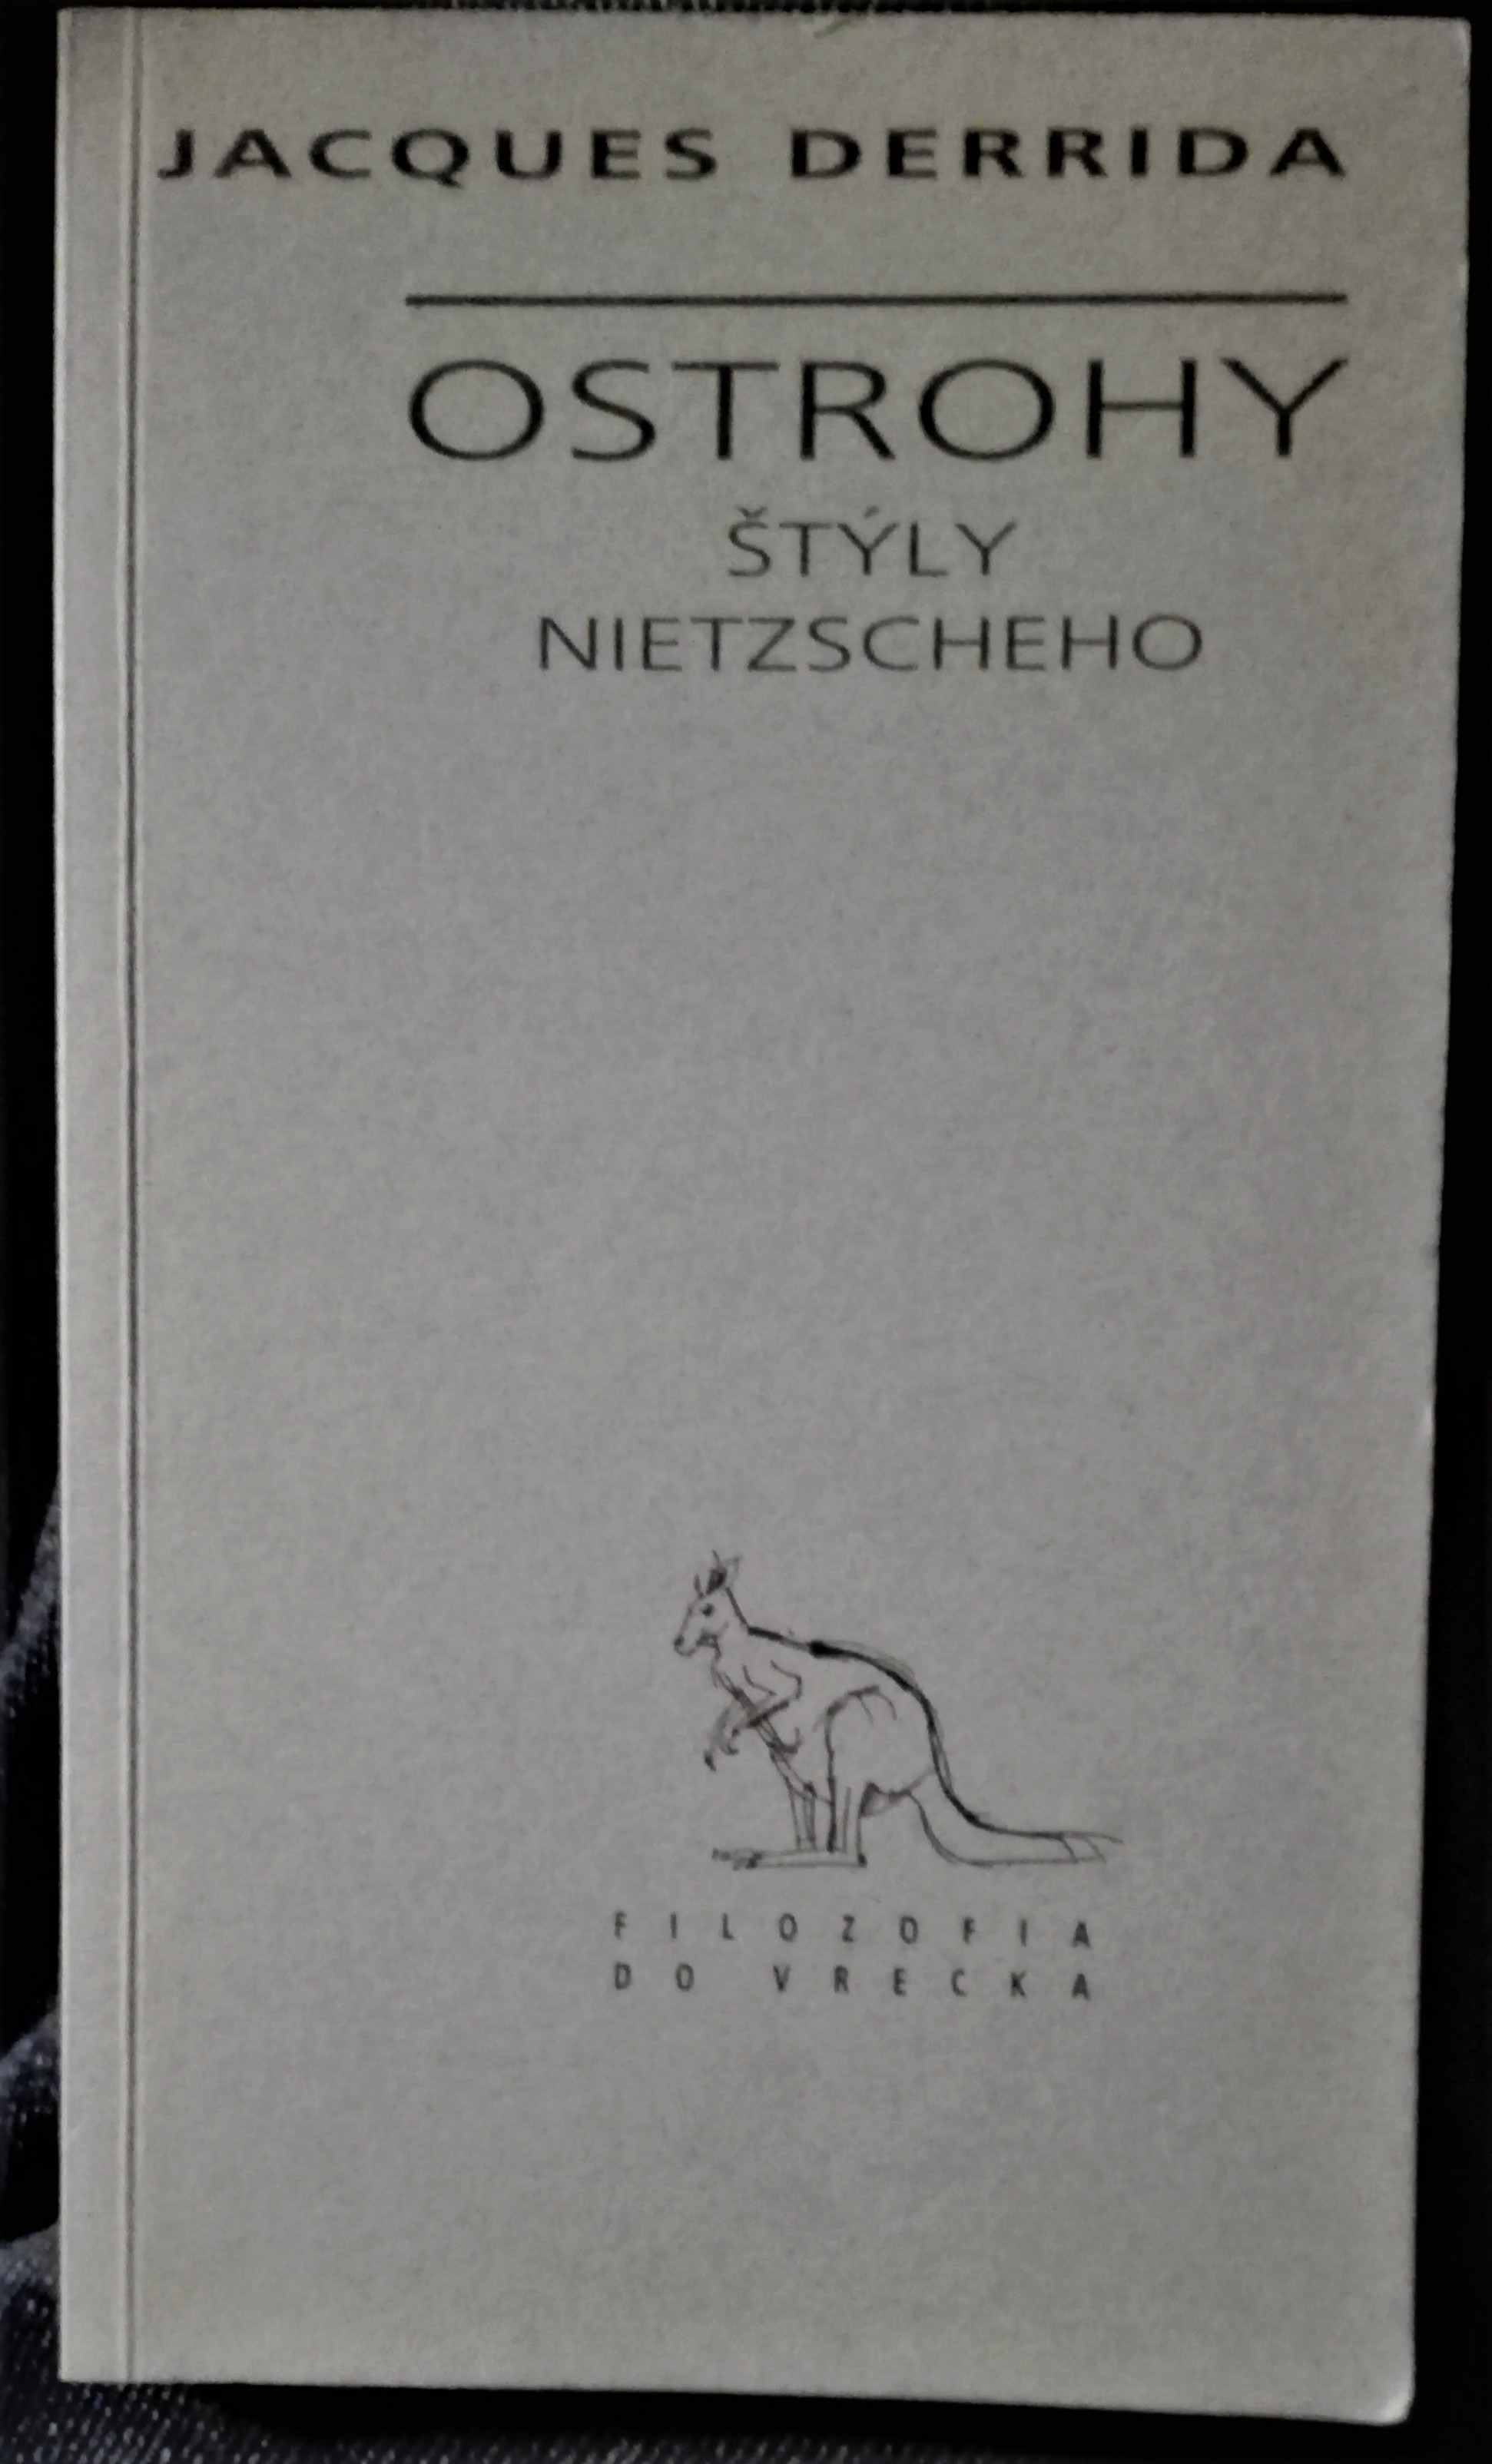 JACQUES DERRIDA
OSTROHY
ŠTÝLY
NIETZSCHEHO
FILOZOFIA
DO VRECKA